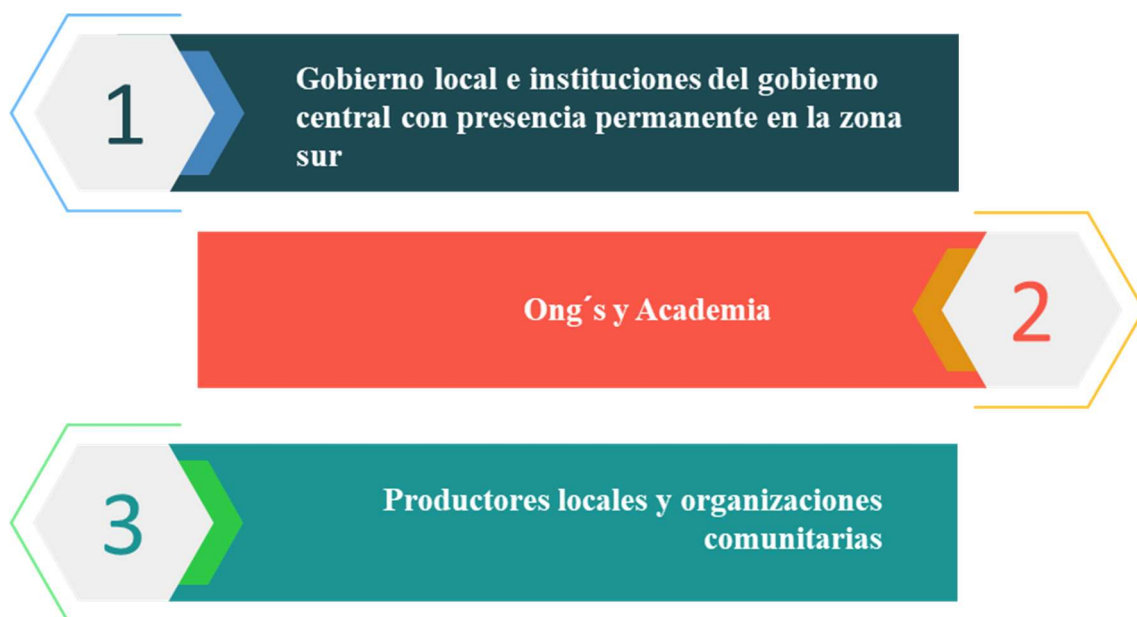 1
Gobierno local e instituciones del gobierno
central con presencia permanente en la zona
sur
Ong´s y Academia
2
3
Productores locales y organizaciones
comunitarias